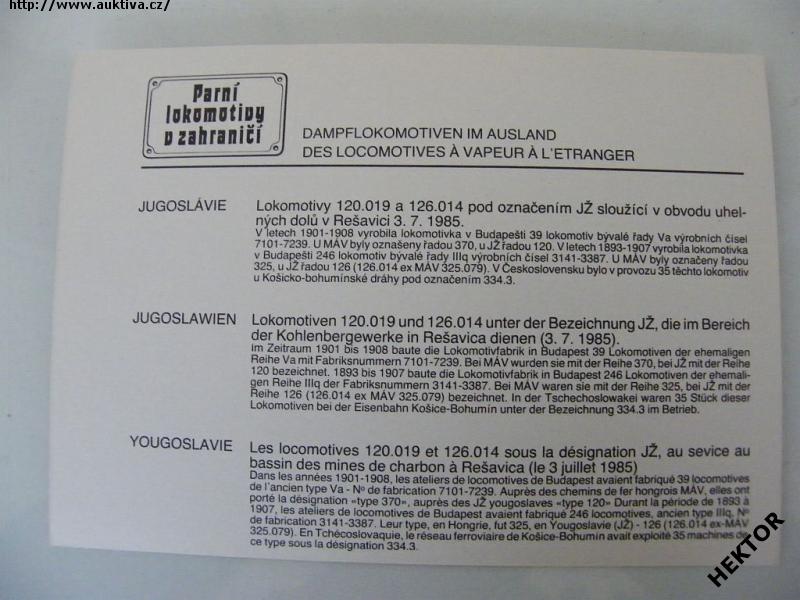 http://www.auktiva.cz/
Parní
lokomotivy
v zahraničí
DAMPFLOKOMOTIVEN IM AUSLAND
DES LOCOMOTIVES À VAPEUR À L'ETRANGER
JUGOSLÁVIE
Lokomotivy 120.019 a 126.014 pod označením JŽ sloužící v obvodu uhel-
ných dolů v Rešavici 3. 7. 1985.
V letech 1901-1908 vyrobila lokomotivka v Budapešti 39 lokomotiv bývalé řady Va výrobních čísel
7101-7239. U MÁV byly označeny řadou 370, u JŽ řadou 120. V letech 1893-1907 vyrobila lokomotivka
v Budapešti 246 lokomotiv bývalé řady IIIq výrobních čísel 3141-3387. U MÁV byly označeny řadou
325, u JŽ řadou 126 (126.014 ex MÁV 325.079). V Československu bylo v provozu 35 těchto lokomotiv
u Košicko-bohumínské dráhy pod označením 334.3.
JUGOSLAWIEN
Lokomotiven 120.019 und 126.014 unter der Bezeichnung JŽ, die im Bereich
der Kohlenbergewerke in Rešavica dienen (3. 7. 1985).
Im Zeitraum 1901 bis 1908 baute die Lokomotivfabrik in Budapest 39 Lokomotiven der ehemaligen
Reihe Va mit Fabriksnummern 7101-7239. Bei MÁV wurden sie mit der Reihe 370, bei JŽ mit der Reihe
120 bezeichnet. 1893 bis 1907 baute die Lokomotivfabrik in Budapest 246 Lokomotiven der ehemali-
gen Reihe IIIq der Fabriksnummern 3141-3387. Bei MÁV waren sie mit der Reihe 325, bei JŽ mit der
Reihe 126 (126.014 ex MÁV 325.079) bezeichnet. In der Tschechoslowakei waren 35 Stück dieser
Lokomotiven bei der Eisenbahn Košice-Bohumín unter der Bezeichnung 334.3 im Betrieb.
YOUGOSLAVIE
Les locomotives 120.019 et 126.014 sous la désignation JŽ, au sevice au
bassin des mines de charbon à Rešavica (le 3 juillet 1985)
Dans les années 1901-1908, les ateliers de locomotives de Budapest avaient fabriqué 39 locomotives
de l'ancien type Va - Nº de fabrication 7101-7239. Auprès des chemins de fer hongrois MÁV, elles ont
porté la désignation «type 370», auprès des JŽ yougoslaves «type 120» Durant la période de 1893 à
1907, les ateliers de locomotives de Budapest avaient fabriqué 246 locomotives, ancien type IIIq, Nº
de fabrication 3141-3387. Leur type, en Hongrie, fut 325, en Yougoslavie (JŽ) - 126 (126.014 ex-MÁV
325.079). En Tchécoslovaquie, le réseau ferroviaire de Košice-Bohumín avait exploité 35 machines de
ce type sous la désignation 334.3.
HEKTOR